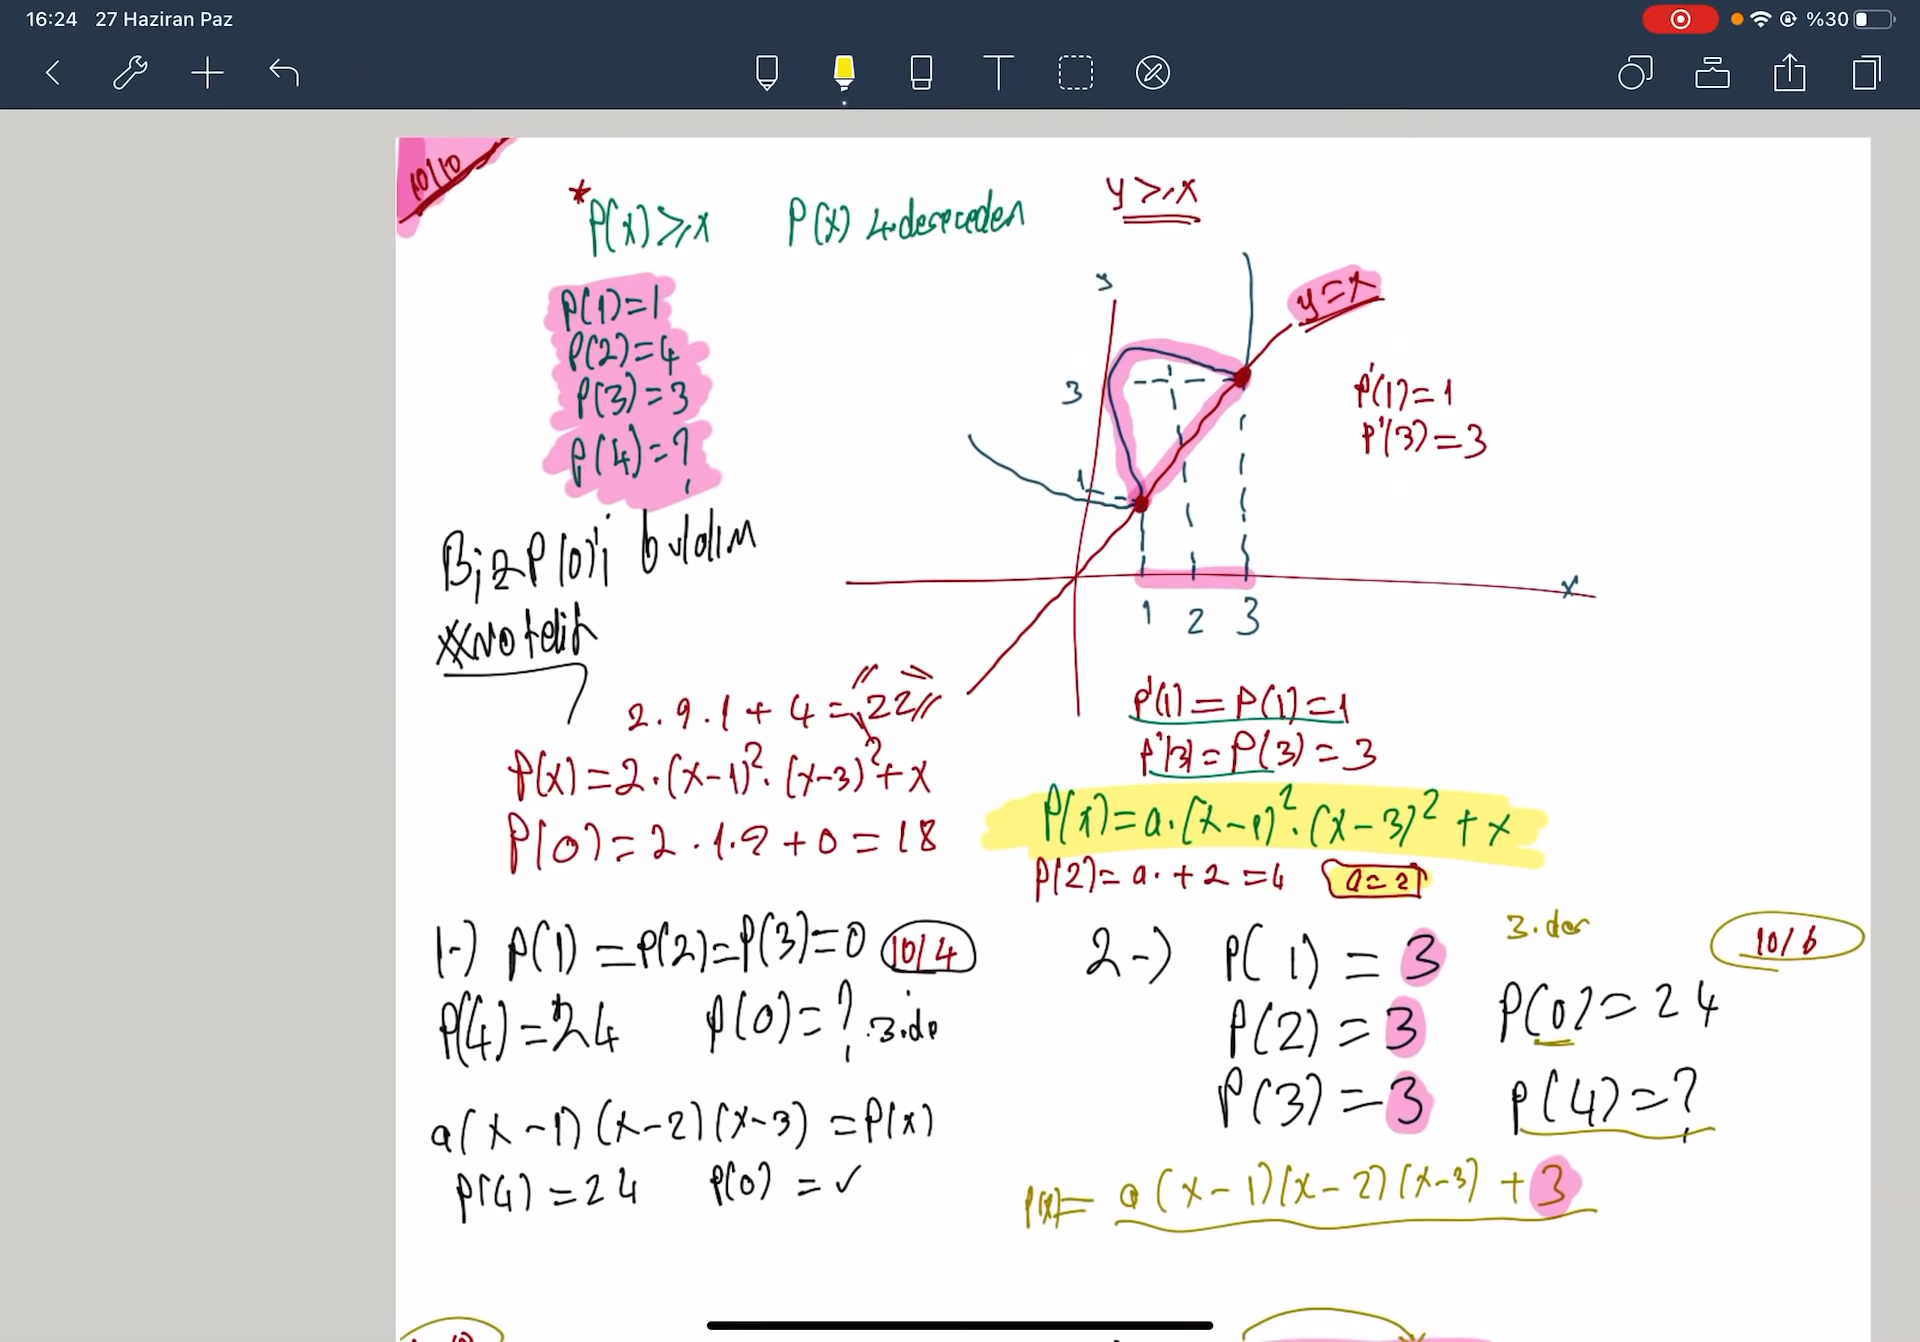 16:24 27 Haziran Paz
%30
10/10
*P(x)⩾x P(x) 4.dereceden y⩾x
P(1)=1
P(2)=4
P(3)=3
P(4)=?
y
y=x
3
1
x
1 2 3
P'(1)=1
P'(3)=3
Biz P(0)'i bulalım
2.9.1+4=22
P(x)=2.(x-1)².(x-3)²+x
P(0)=2.1.9+0=18
P'(1)=P(1)=1
P'(3)=P(3)=3
P(x)=a.(x-1)².(x-3)²+x
P(2)=a.+2=4 a=2
1-) P(1)=P(2)=P(3)=0 10/4
P(4)=24 P(0)=? 3.de
a(x-1)(x-2)(x-3)=P(x)
P(4)=24 P(0)=✓
2-) P(1)=3 3.der 10/6
P(2)=3 P(0)=24
P(3)=3 P(4)=?
P(x)=a(x-1)(x-2)(x-3)+3